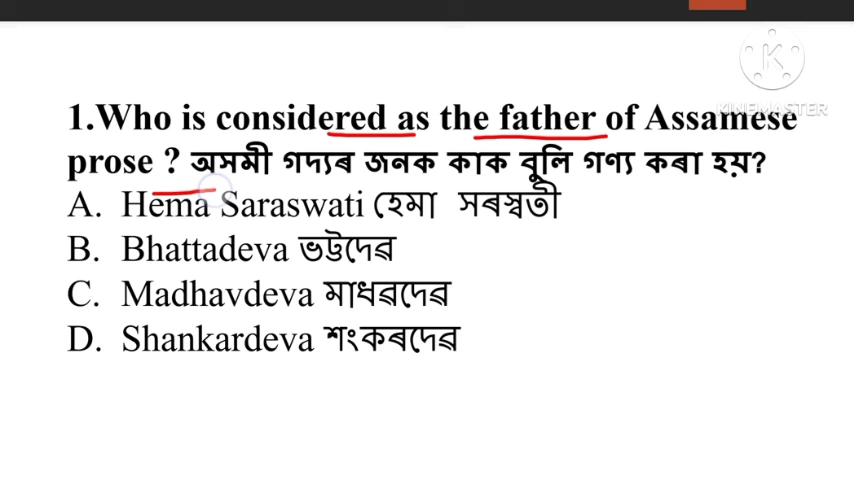 KINEMASTER
1.Who is considered as the father of Assamese
prose ? অসমী গদ্যৰ জনক কাক বুলি গণ্য কৰা হয়?
A. Hema Saraswati হেমা সৰস্বতী
B. Bhattadeva ভট্টদেৱ
C. Madhavdeva মাধৱদেৱ
D. Shankardeva শংকৰদেৱ